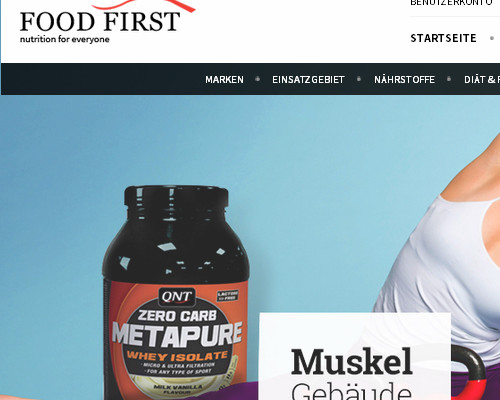 BENUTZERKONTO
FOOD FIRST
nutrition for everyone
STARTSEITE
MARKEN
EINSATZGEBIET
NÄHRSTOFFE
DIÄT &
QNT
LACTOSE FREE
ZERO CARB
METAPURE
WHEY ISOLATE
· MICRO & ULTRA FILTRATION
· FOR ANY TYPE OF SPORT
MILK VANILLA
FLAVOUR
Muskel
Gebäude